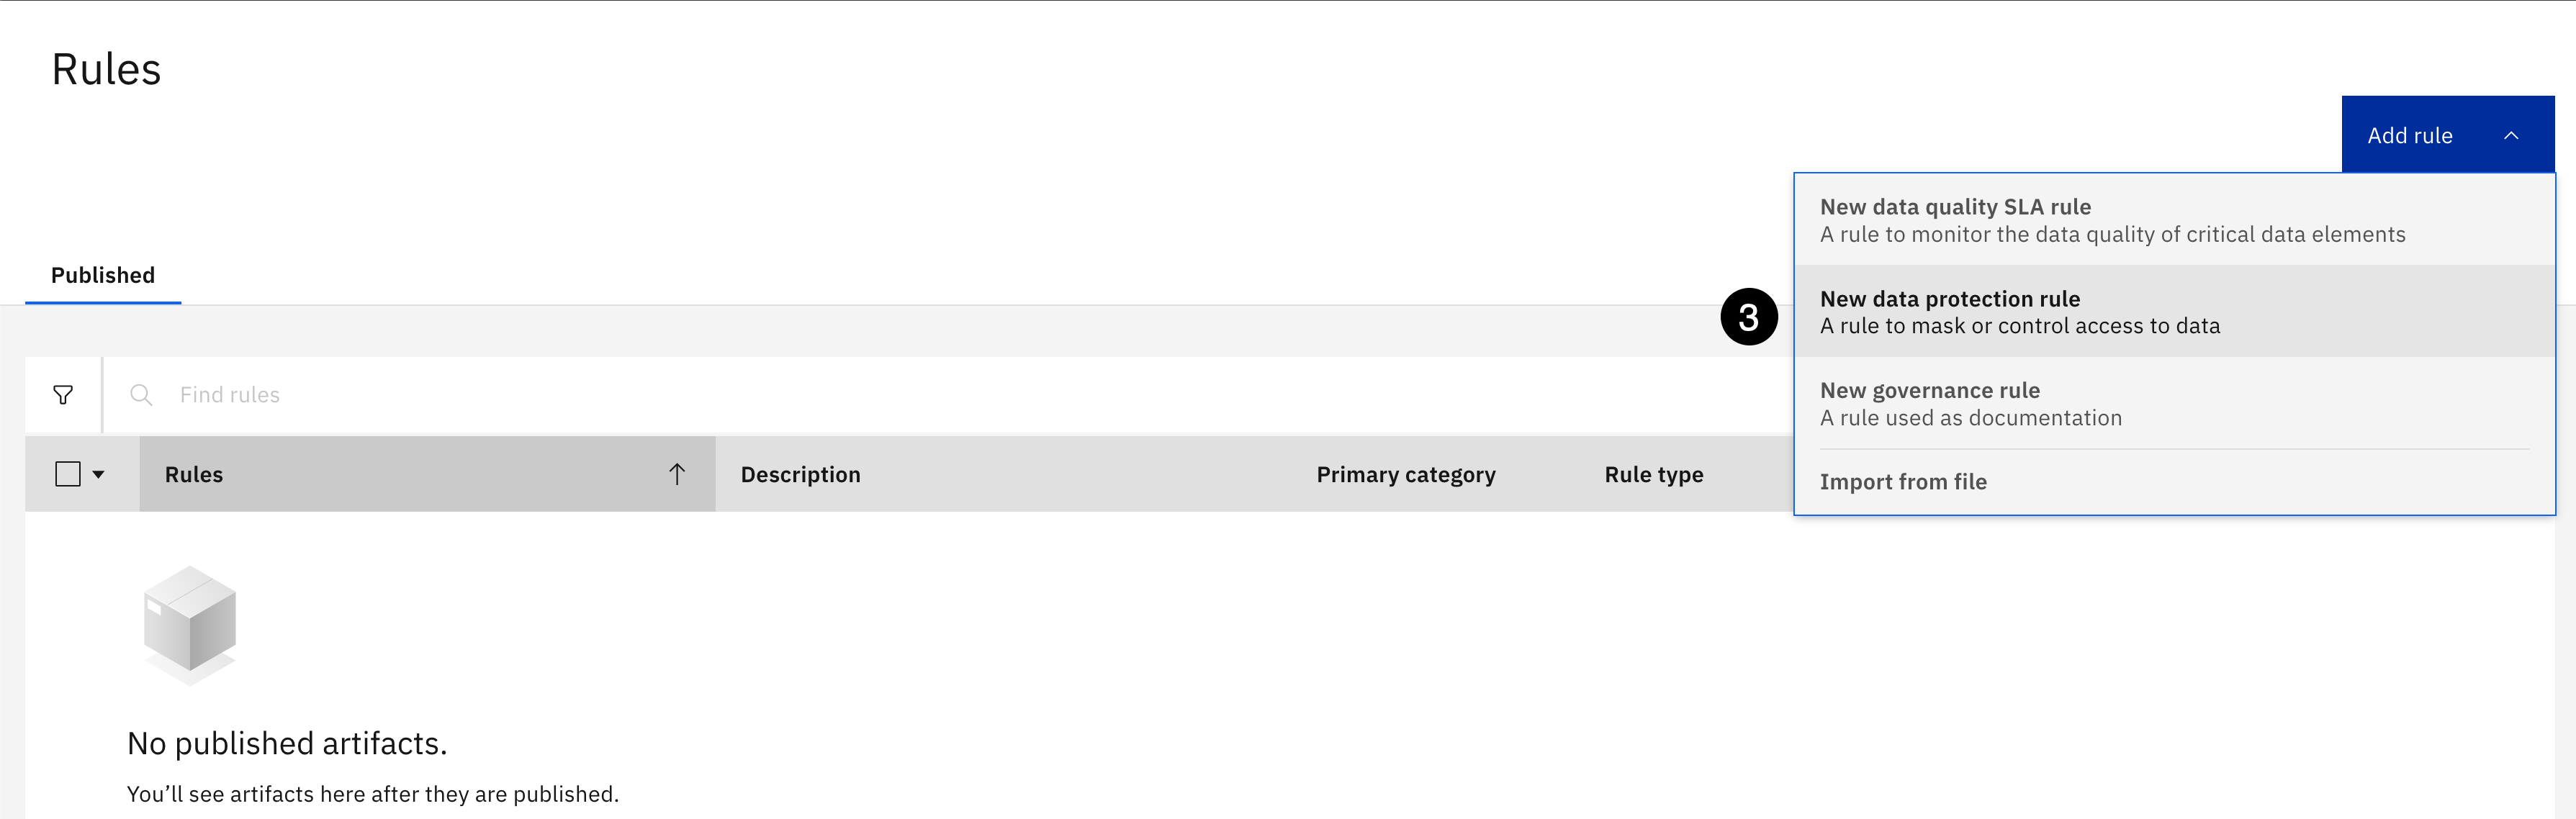 Rules
Add rule
New data quality SLA rule
A rule to monitor the data quality of critical data elements
Published
3
New data protection rule
A rule to mask or control access to data
New governance rule
A rule used as documentation
Import from file
Find rules
Rules
Description
Primary category
Rule type
No published artifacts.
You’ll see artifacts here after they are published.